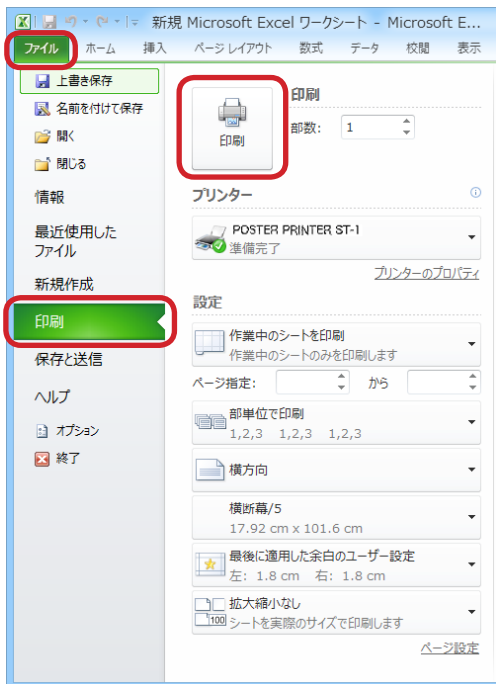 新規 Microsoft Excel ワークシート - Microsoft E...
ファイル ホーム 挿入 ページ レイアウト 数式 データ 校閲 表示
上書き保存
名前を付けて保存
開く
閉じる
情報
最近使用した
ファイル
新規作成
印刷
保存と送信
ヘルプ
オプション
終了
印刷
印刷
部数: 1
プリンター
POSTER PRINTER ST-1
準備完了
プリンターのプロパティ
設定
作業中のシートを印刷
作業中のシートのみを印刷します
ページ指定: から
部単位で印刷
1,2,3 1,2,3 1,2,3
横方向
横断幕/5
17.92 cm x 101.6 cm
最後に適用した余白のユーザー設定
左: 1.8 cm 右: 1.8 cm
拡大縮小なし
100
シートを実際のサイズで印刷します
ページ設定